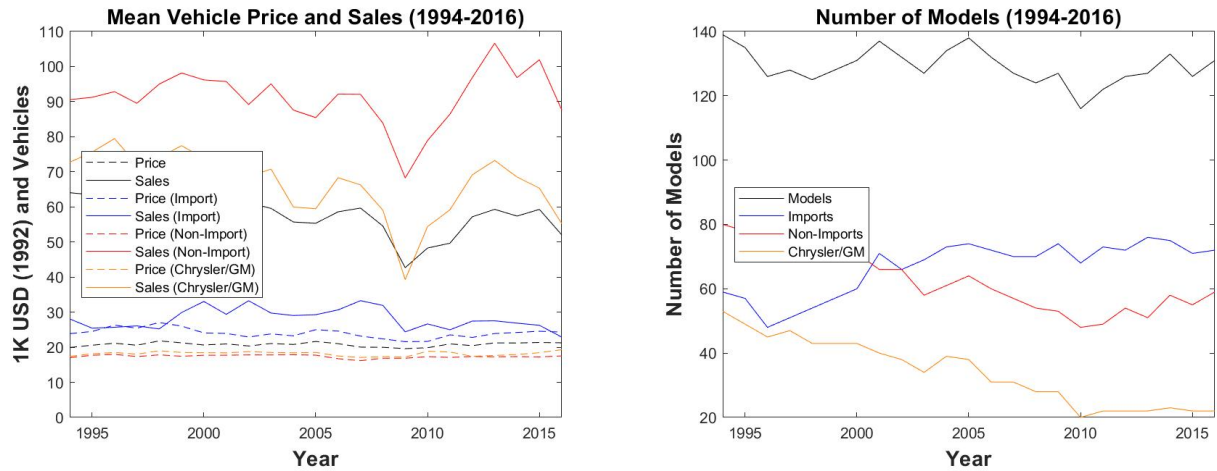 Mean Vehicle Price and Sales (1994-2016)
1K USD (1992) and Vehicles
110
100
90
80
70
60
50
40
30
20
10
0
Price
Sales
Price (Import)
Sales (Import)
Price (Non-Import)
Sales (Non-Import)
Price (Chrysler/GM)
Sales (Chrysler/GM)
1995 2000 2005 2010 2015
Year
Number of Models (1994-2016)
Number of Models
140
120
100
80
60
40
20
Models
Imports
Non-Imports
Chrysler/GM
1995 2000 2005 2010 2015
Year